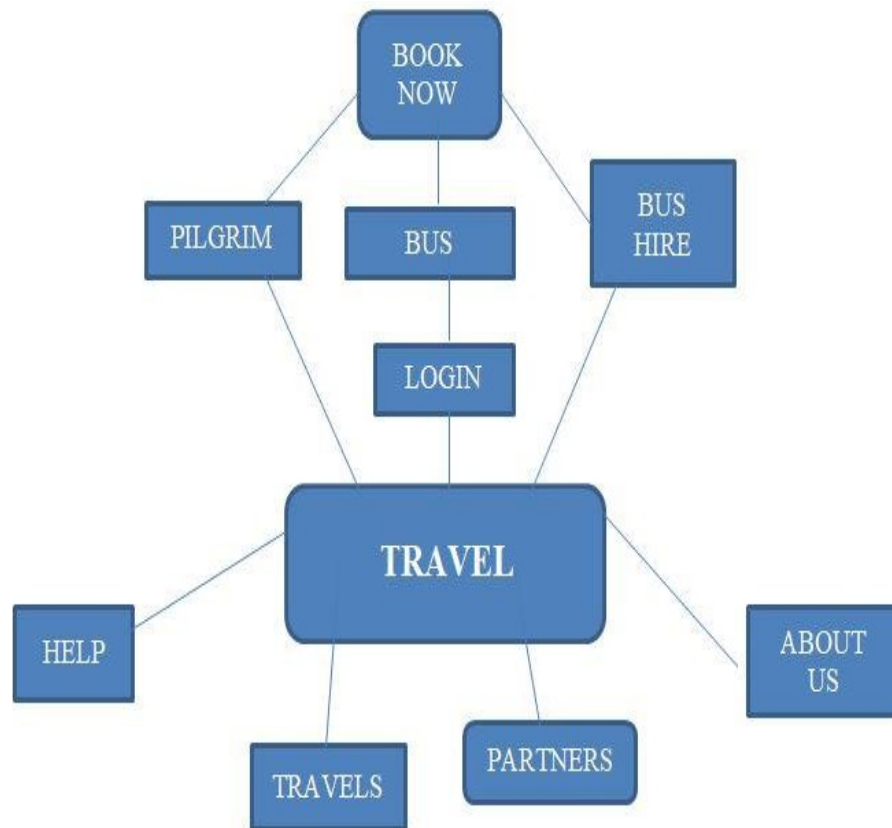 BOOK
NOW
PILGRIM
BUS
BUS
HIRE
LOGIN
TRAVEL
HELP
ABOUT
US
TRAVELS
PARTNERS